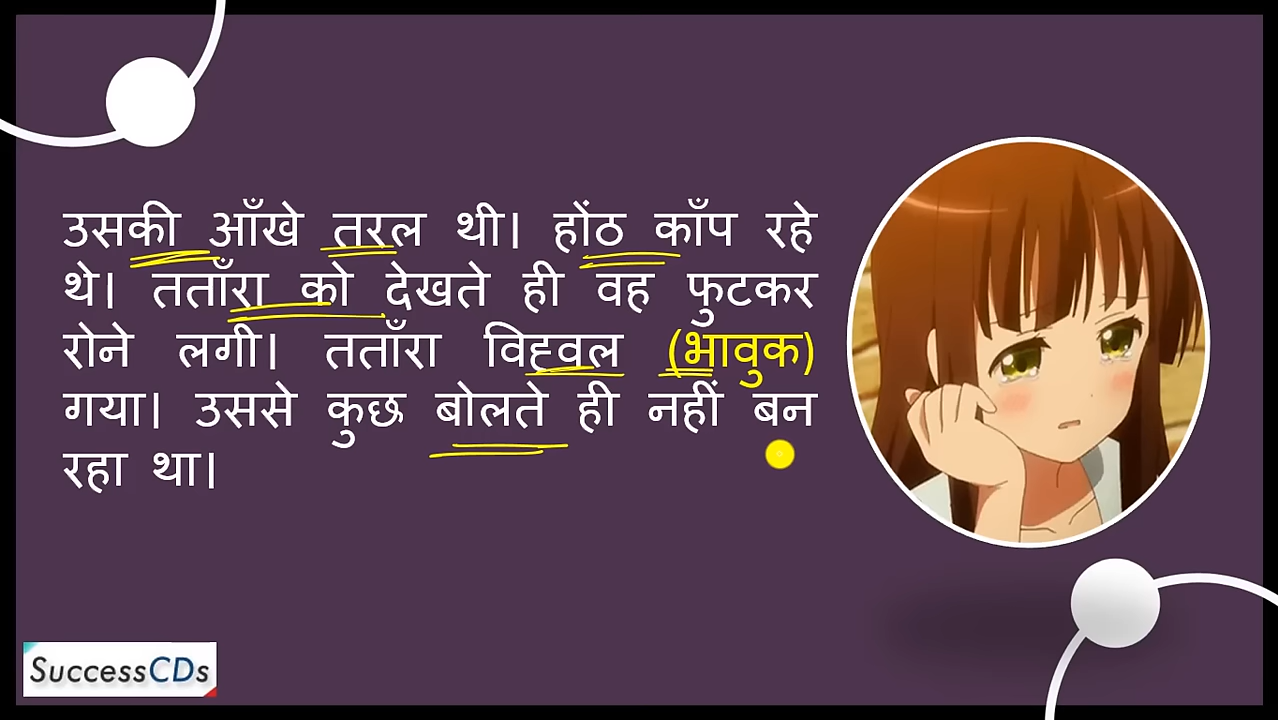 उसकी आँखे तरल थी। होंठ काँप रहे
थे। तताँरा को देखते ही वह फुटकर
रोने लगी। तताँरा विह्वल (भावुक)
गया। उससे कुछ बोलते ही नहीं बन
रहा था।
SuccessCDs